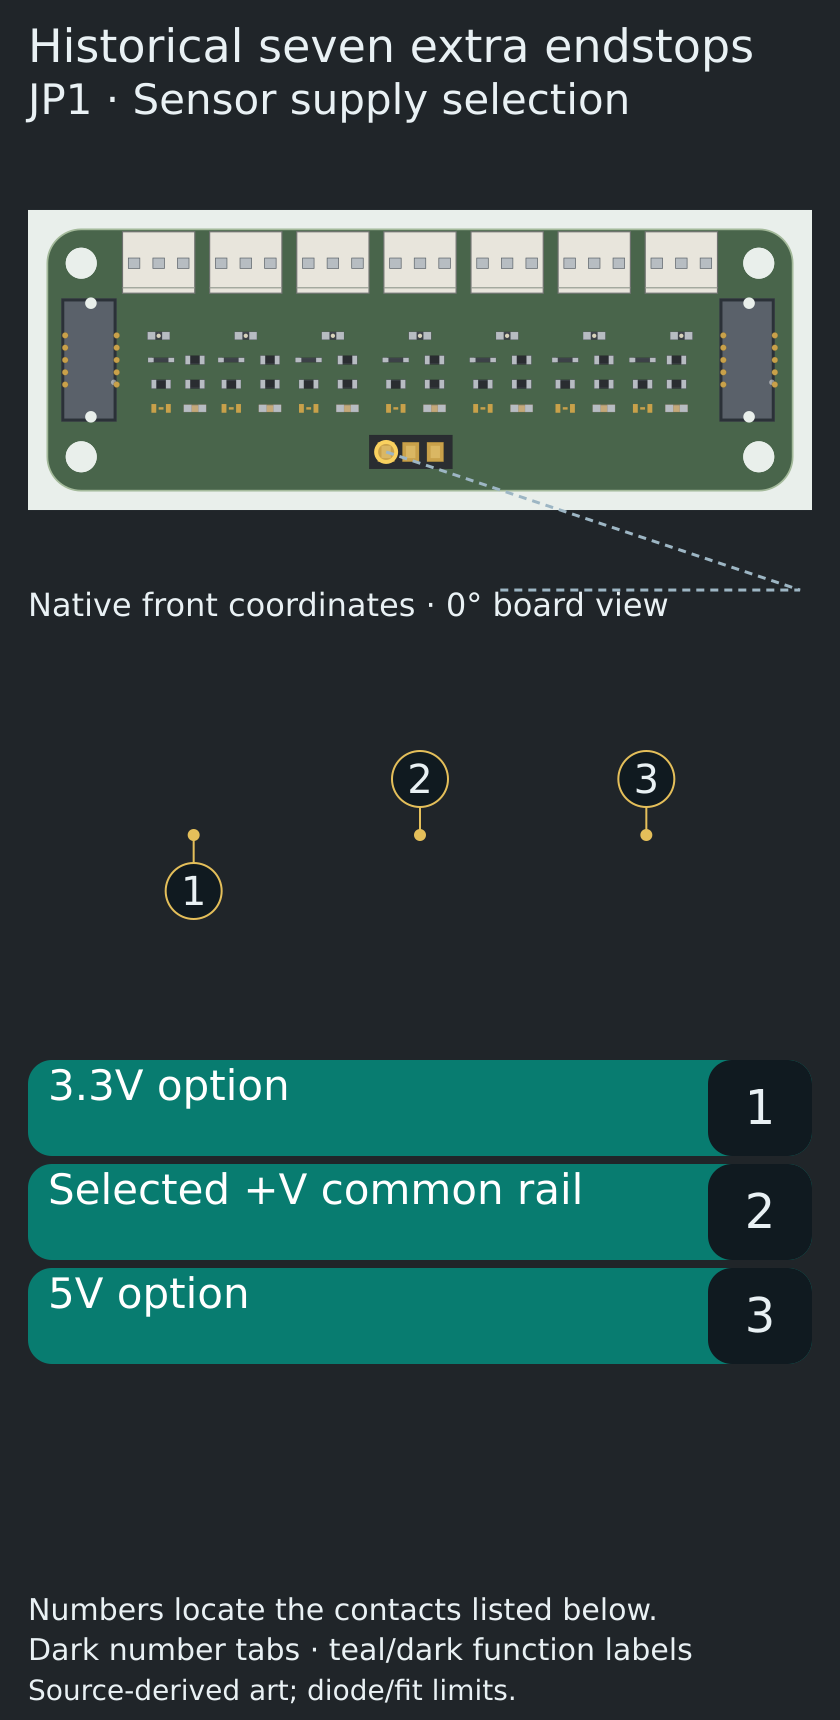 Historical seven extra endstops
JP1 · Sensor supply selection
Native front coordinates · 0° board view
2
3
1
3.3V option
1
Selected +V common rail
2
5V option
3
Numbers locate the contacts listed below.
Dark number tabs · teal/dark function labels
Source-derived art; diode/fit limits.